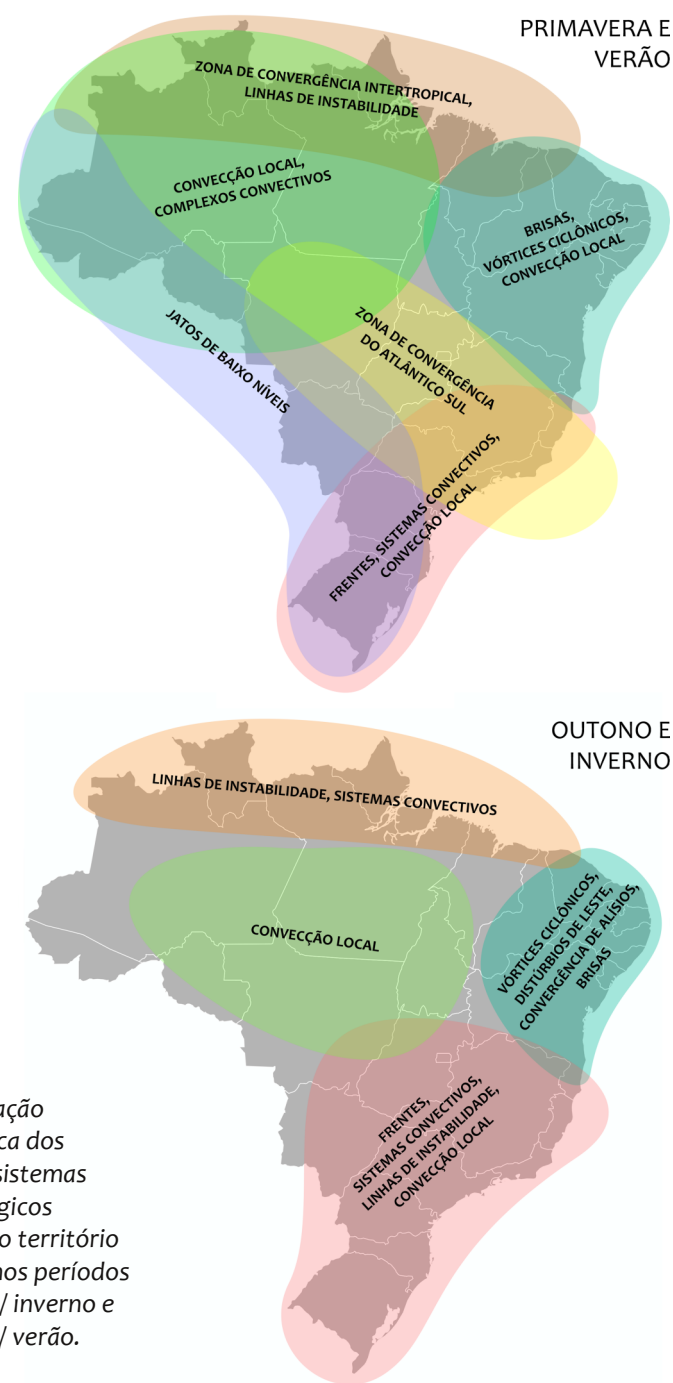 PRIMAVERA E
VERÃO
ZONA DE CONVERGÊNCIA INTERTROPICAL,
LINHAS DE INSTABILIDADE
CONVECÇÃO LOCAL,
COMPLEXOS CONVECTIVOS
BRISAS,
VÓRTICES CICLÔNICOS,
CONVECÇÃO LOCAL
JATOS DE BAIXO NÍVEIS
ZONA DE CONVERGÊNCIA
DO ATLÂNTICO SUL
FRENTES, SISTEMAS CONVECTIVOS,
CONVECÇÃO LOCAL
OUTONO E
INVERNO
LINHAS DE INSTABILIDADE, SISTEMAS CONVECTIVOS
CONVECÇÃO LOCAL
VÓRTICES CICLÔNICOS,
DISTÚRBIOS DE LESTE,
CONVERGÊNCIA DE ALÍSIOS,
BRISAS
FRENTES,
SISTEMAS CONVECTIVOS,
LINHAS DE INSTABILIDADE,
CONVECÇÃO LOCAL
ação
ca dos
sistemas
gicos
o território
nos períodos
/ inverno e
/ verão.